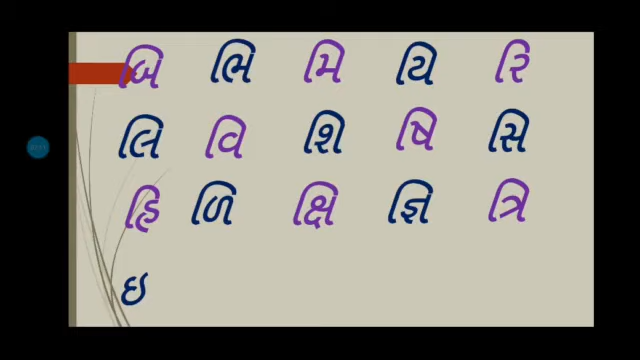 બિ ભિ મિ યિ રિ
લિ વિ શિ ષિ સિ
હિ ળિ ક્ષિ જ્ઞિ ત્રિ
ઇ